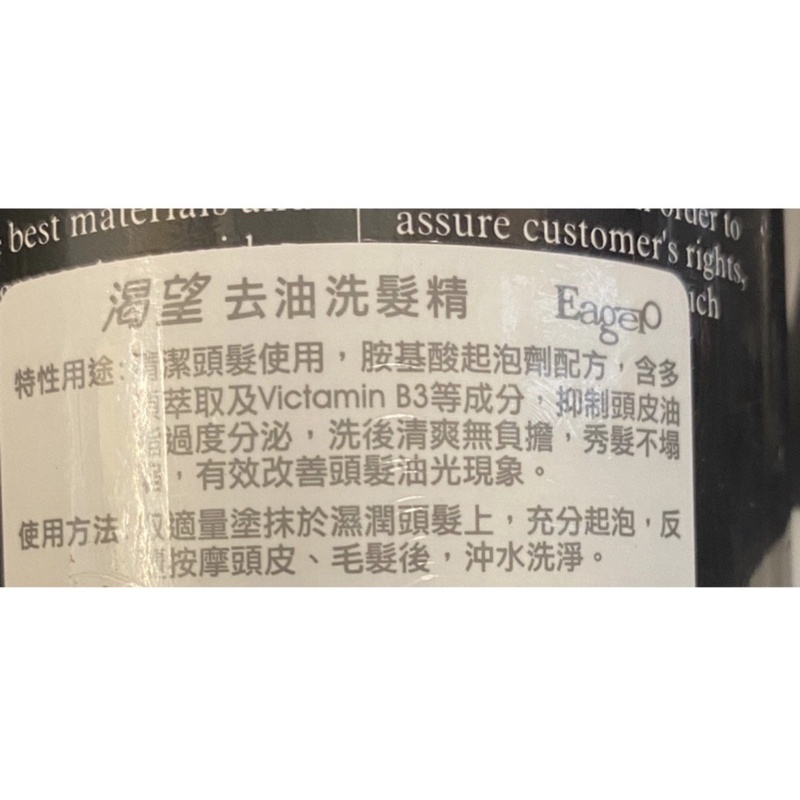 best materials and
order to
assure customer's rights,
渴望 去油洗髮精 Eager
特性用途：清潔頭髮使用，胺基酸起泡劑配方，含多
萃取及Victamin B3等成分，抑制頭皮油
過度分泌，洗後清爽無負擔，秀髮不塌
，有效改善頭髮油光現象。
使用方法 取適量塗抹於濕潤頭髮上，充分起泡，反
按摩頭皮、毛髮後，沖水洗淨。